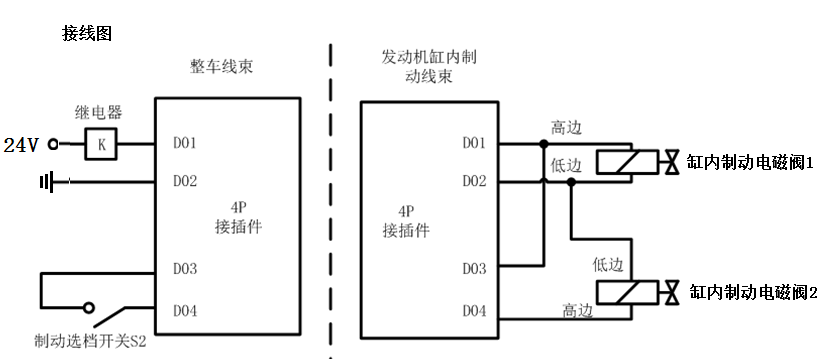 接线图
整车线束
发动机缸内制
动线束
继电器
24V
K
D01
D02
4P
接插件
D03
D04
制动选档开关S2
D01
D02
4P
接插件
D03
D04
高边
低边
缸内制动电磁阀1
低边
高边
缸内制动电磁阀2